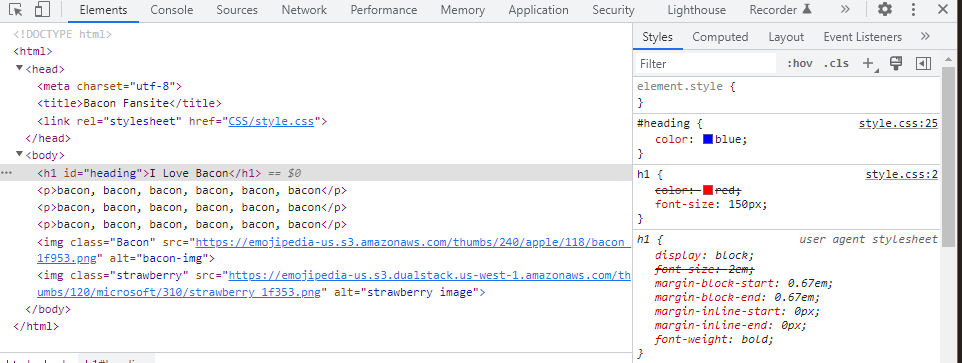 Elements Console Sources Network Performance Memory Application Security Lighthouse Recorder »
<!DOCTYPE html>
<html>
<head>
<meta charset="utf-8">
<title>Bacon Fansite</title>
<link rel="stylesheet" href="CSS/style.css">
</head>
<body>
<h1 id="heading">I Love Bacon</h1> == $0
<p>bacon, bacon, bacon, bacon, bacon, bacon</p>
<p>bacon, bacon, bacon, bacon, bacon, bacon</p>
<p>bacon, bacon, bacon, bacon, bacon, bacon</p>
<img class="Bacon" src="https://emojipedia-us.s3.amazonaws.com/thumbs/240/apple/118/bacon_
1f953.png" alt="bacon-img">
<img class="strawberry" src="https://emojipedia-us.s3.dualstack.us-west-1.amazonaws.com/th
umbs/120/microsoft/310/strawberry_1f353.png" alt="strawberry image">
</body>
</html>
Styles Computed Layout Event Listeners »
Filter :hov .cls +
element.style {
}
#heading { style.css:25
color: blue;
}
h1 { style.css:2
color: red;
font-size: 150px;
}
h1 { user agent stylesheet
display: block;
font-size: 2em;
margin-block-start: 0.67em;
margin-block-end: 0.67em;
margin-inline-start: 0px;
margin-inline-end: 0px;
font-weight: bold;
}